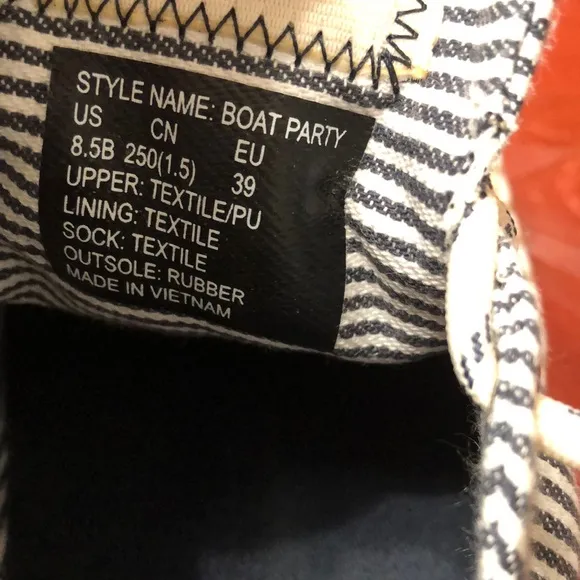 STYLE NAME: BOAT PARTY
US CN EU
8.5B 250(1.5) 39
UPPER: TEXTILE/PU
LINING: TEXTILE
SOCK: TEXTILE
OUTSOLE: RUBBER
MADE IN VIETNAM